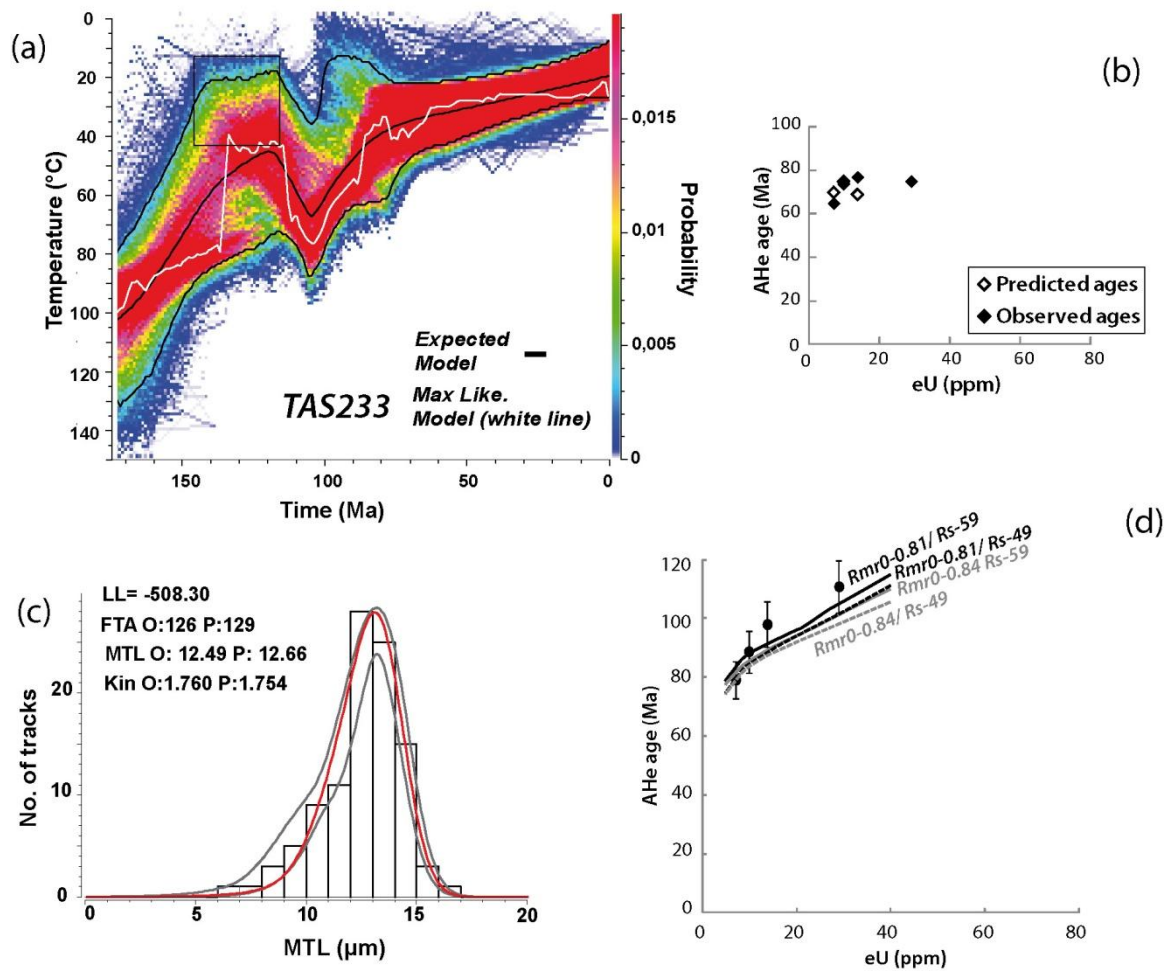 (a)
Temperature (°C)
0
20
40
60
80
100
120
140
150
100
50
0
Time (Ma)
TAS233
Expected
Model
Max Like.
Model (white line)
0,015
0,010
0,005
0
Probability
(b)
AHe age (Ma)
100
80
60
40
20
0
0
20
40
60
80
eU (ppm)
Predicted ages
Observed ages
(c)
LL= -508.30
FTA O:126 P:129
MTL O: 12.49 P: 12.66
Kin O:1.760 P:1.754
No. of tracks
20
10
0
0
5
10
15
20
MTL (µm)
(d)
AHe age (Ma)
120
100
80
60
40
20
0
0
20
40
60
80
eU (ppm)
Rmr0-0.81/ Rs-59
Rmr0-0.81/ Rs-49
Rmr0-0.84 Rs-59
Rmr0-0.84/ Rs-49